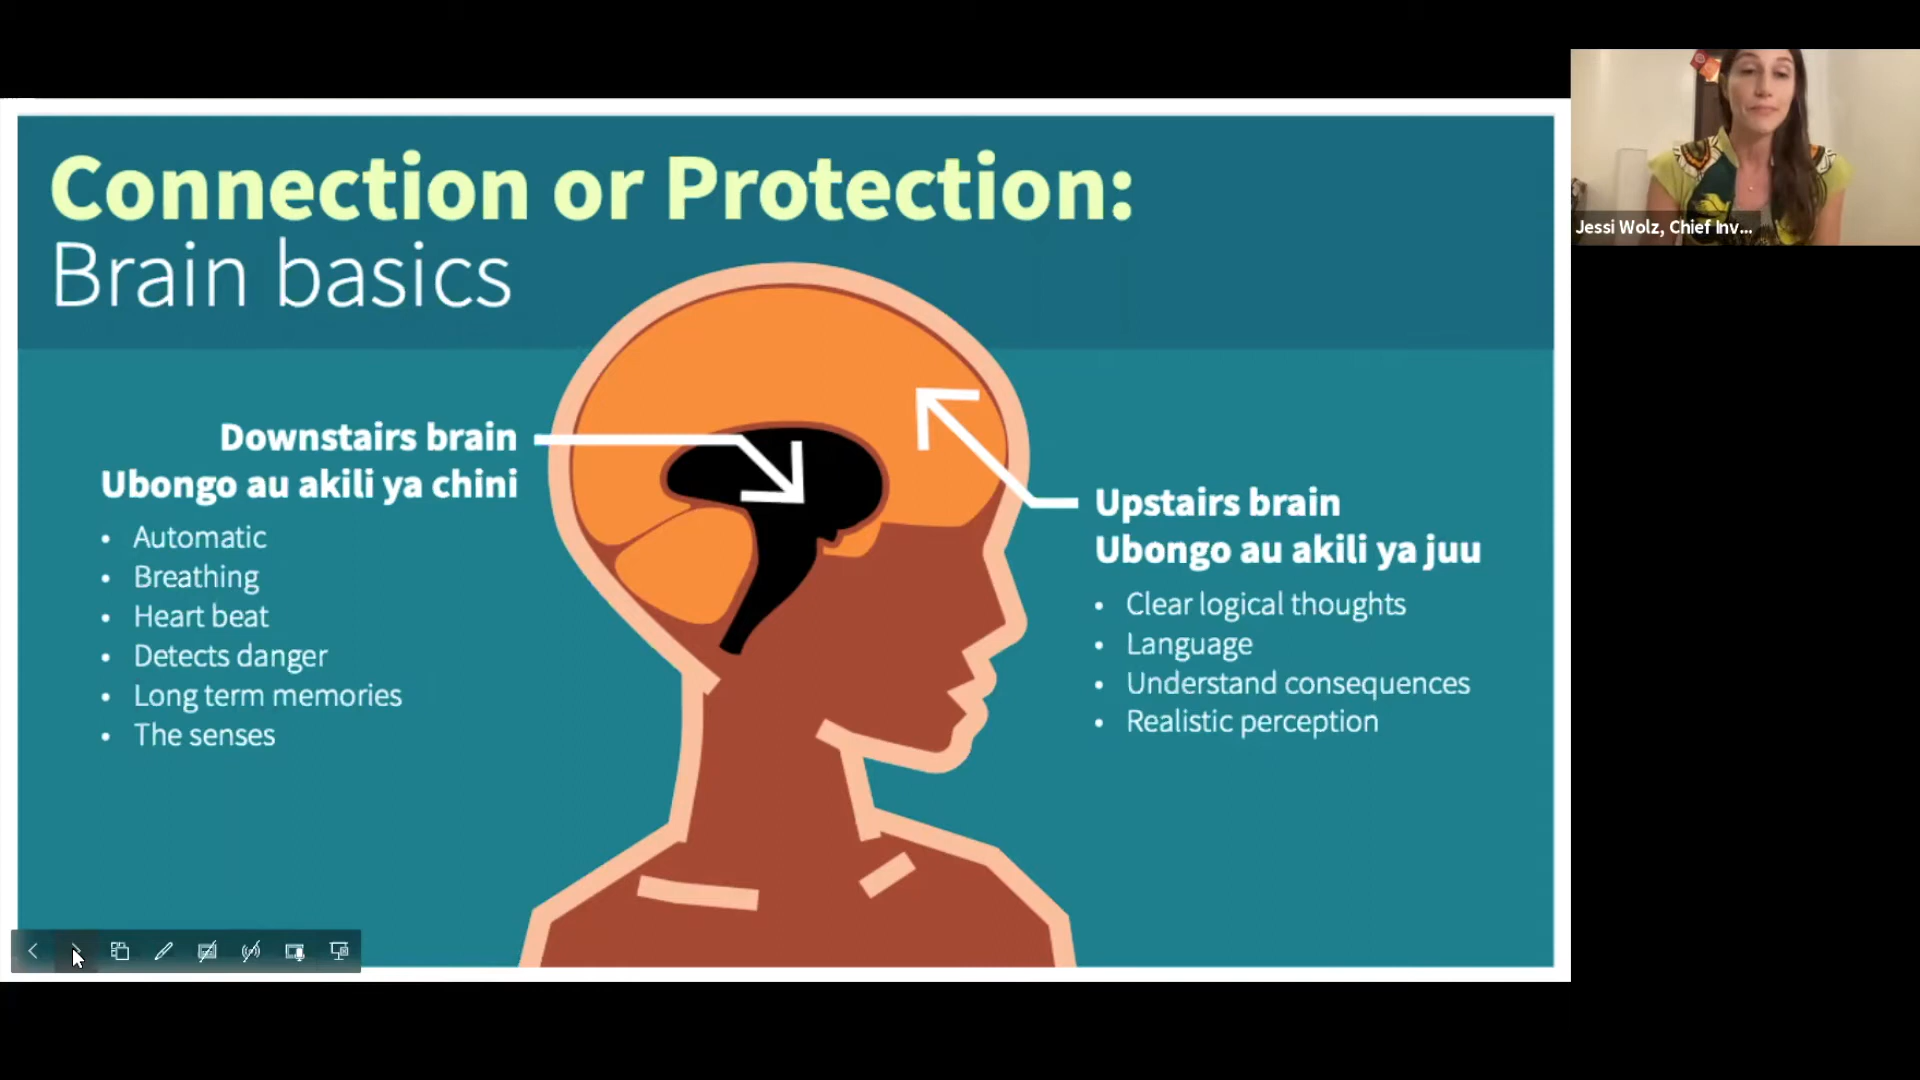 Connection or Protection:
Brain basics
Downstairs brain
Ubongo au akili ya chini
• Automatic
• Breathing
• Heart beat
• Detects danger
• Long term memories
• The senses
Upstairs brain
Ubongo au akili ya juu
• Clear logical thoughts
• Language
• Understand consequences
• Realistic perception
Jessi Wolz, Chief Inv...